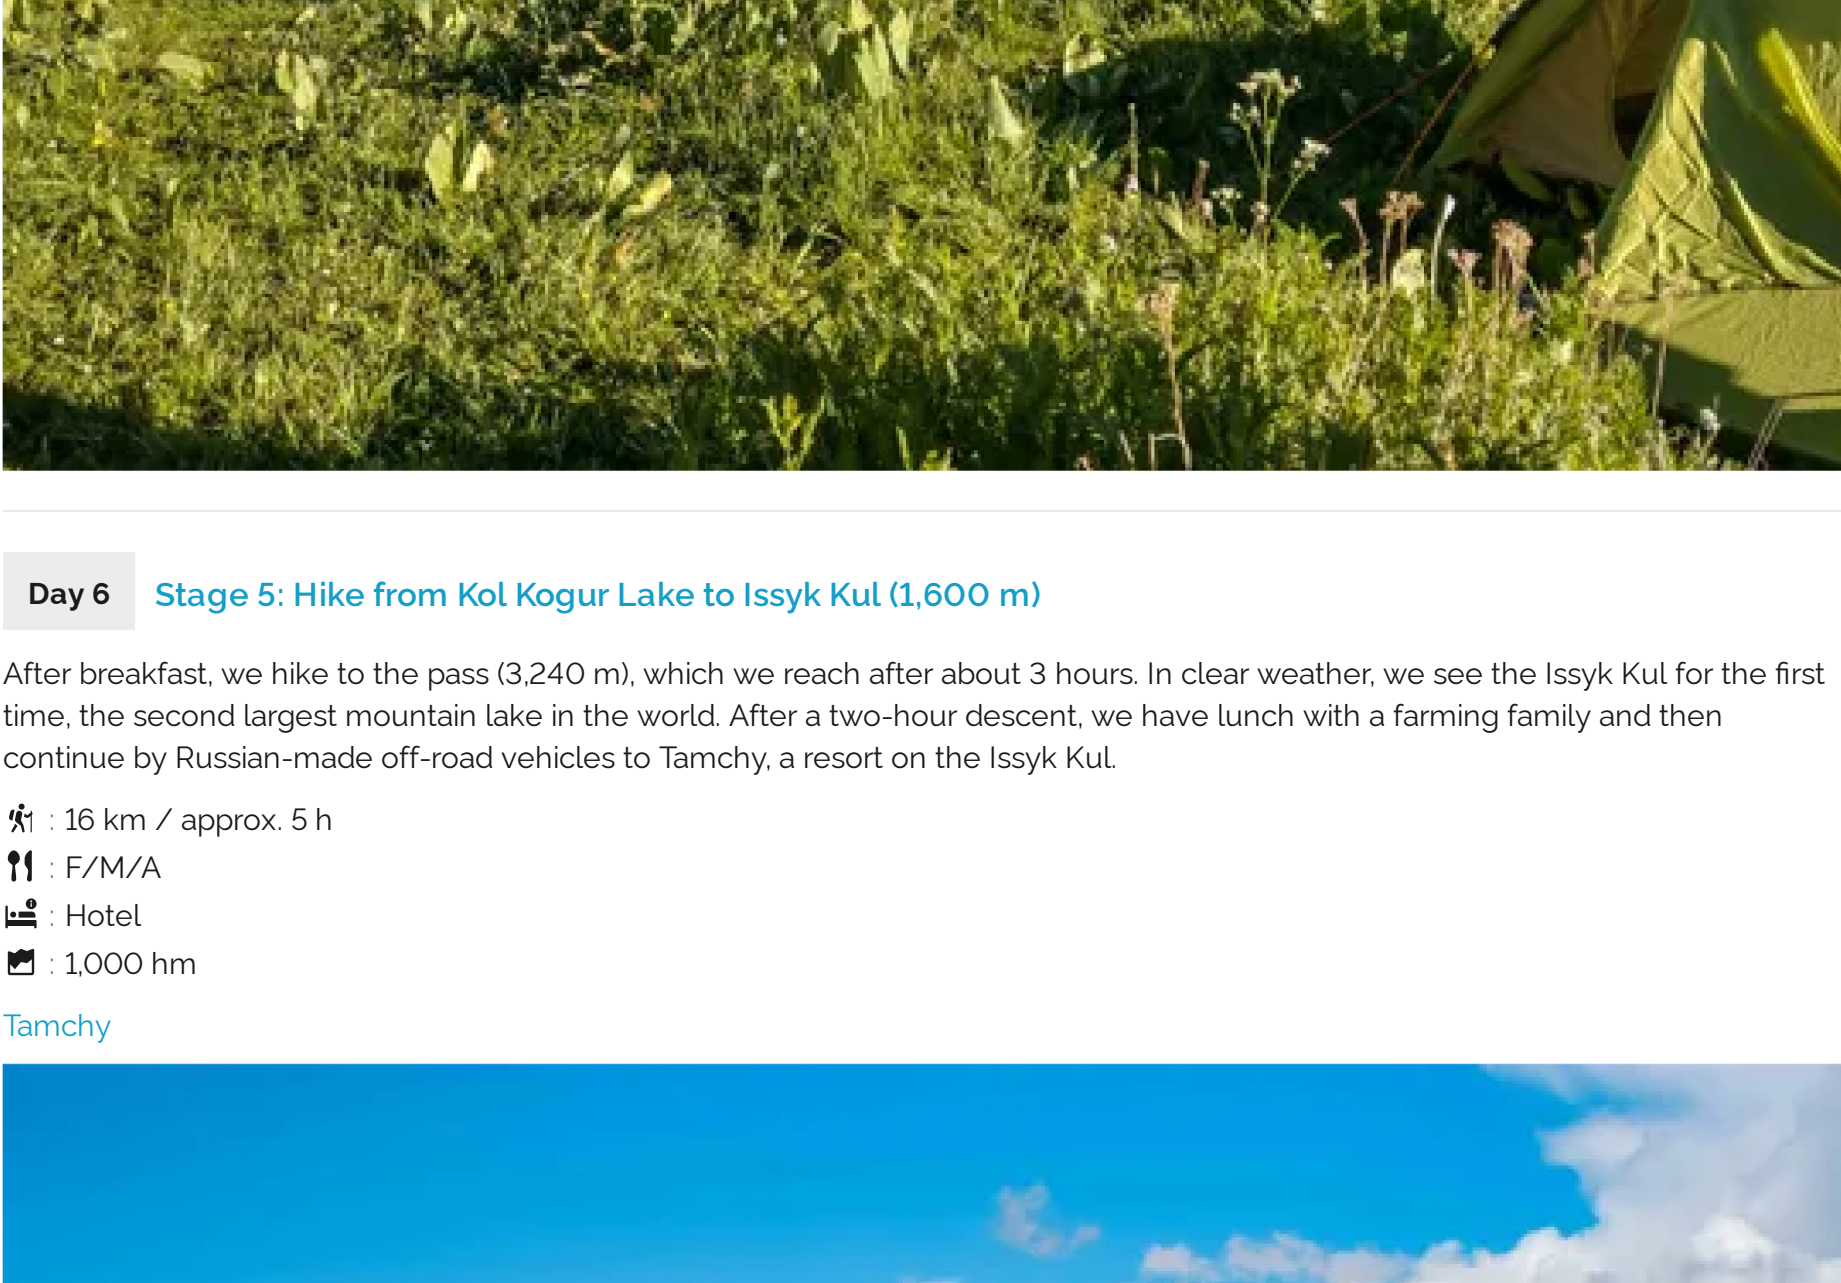 Day 6
Stage 5: Hike from Kol Kogur Lake to Issyk Kul (1,600 m)
After breakfast, we hike to the pass (3,240 m), which we reach after about 3 hours. In clear weather, we see the Issyk Kul for the first
time, the second largest mountain lake in the world. After a two-hour descent, we have lunch with a farming family and then
continue by Russian-made off-road vehicles to Tamchy, a resort on the Issyk Kul.
: 16 km / approx. 5 h
: F/M/A
: Hotel
: 1,000 hm
Tamchy